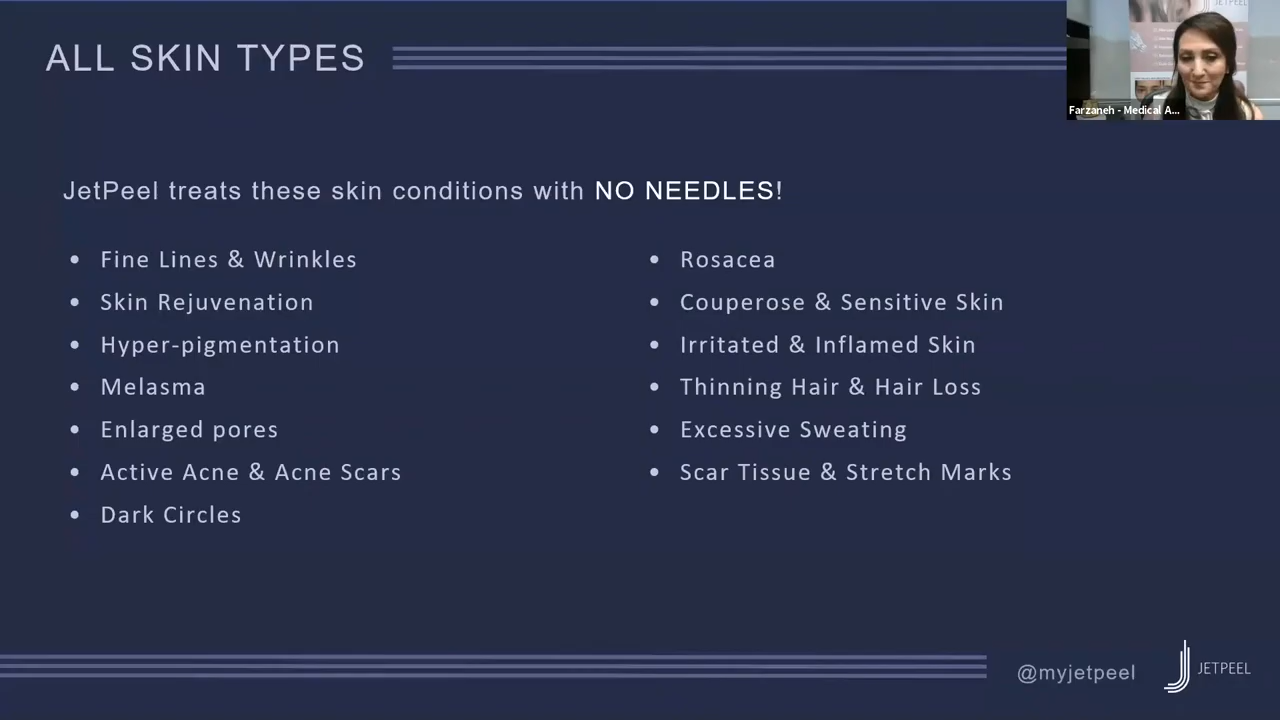 ALL SKIN TYPES
JETPEEL
Farzaneh - Medical A...
JetPeel treats these skin conditions with NO NEEDLES!
• Fine Lines & Wrinkles
• Skin Rejuvenation
• Hyper-pigmentation
• Melasma
• Enlarged pores
• Active Acne & Acne Scars
• Dark Circles
• Rosacea
• Couperose & Sensitive Skin
• Irritated & Inflamed Skin
• Thinning Hair & Hair Loss
• Excessive Sweating
• Scar Tissue & Stretch Marks
@myjetpeel
JETPEEL